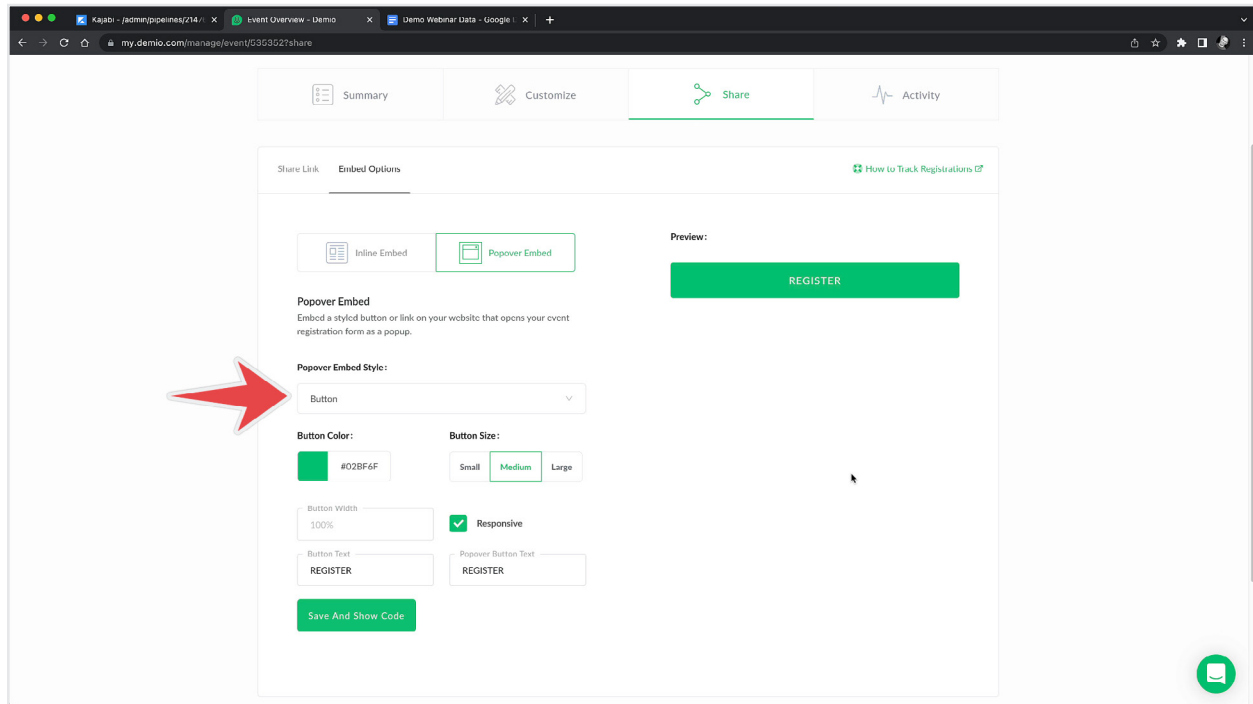 Kajabi - /admin/pipelines/2147
Event Overview - Demio
Demo Webinar Data - Google
my.demio.com/manage/event/535352?share
Summary
Customize
Share
Activity
Share Link
Embed Options
How to Track Registrations
Inline Embed
Popover Embed
Preview:
REGISTER
Popover Embed
Embed a styled button or link on your website that opens your event
registration form as a popup.
Popover Embed Style:
Button
Button Color:
Button Size:
#02BF6F
Small
Medium
Large
Button Width
100%
Responsive
Button Text
REGISTER
Popover Button Text
REGISTER
Save And Show Code